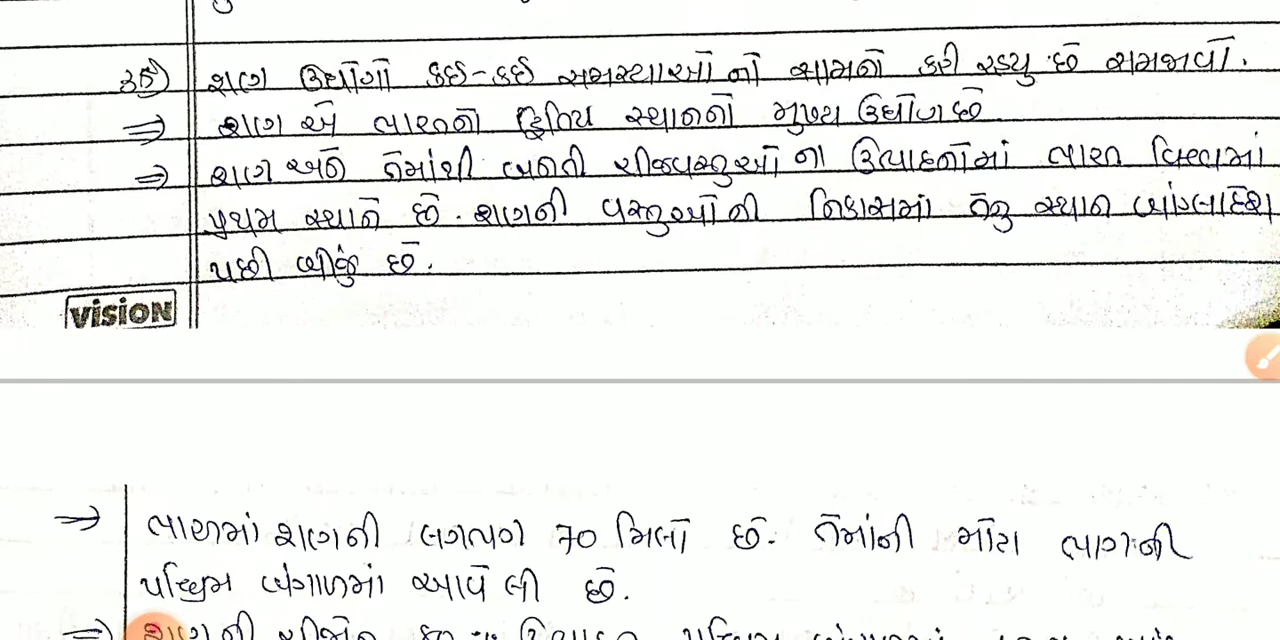 ૩૬) શણ ઉદ્યોગો કઈ-કઈ સમસ્યાઓનો સામનો કરી રહ્યુ છે સમજાવો.
⇒ શણ એ ભારતનો દ્વિતિય સ્થાનનો મુખ્ય ઉદ્યોગ છે
⇒ શણ અને તેમાંથી બનતી ચીજવસ્તુઓના ઉત્પાદનોમાં ભારત વિશ્વમાં
પ્રથમ સ્થાને છે. શણની વસ્તુઓની નિકાસમાં તેનુ સ્થાન બાંગ્લાદેશ
પછી બીજું છે.
vision
⇒ ભારતમાં શણની લગભગ 70 મિલો છે. તેમાંની મોટા ભાગની
પશ્ચિમ બંગાળમાં આવેલી છે.
⇒ શણની